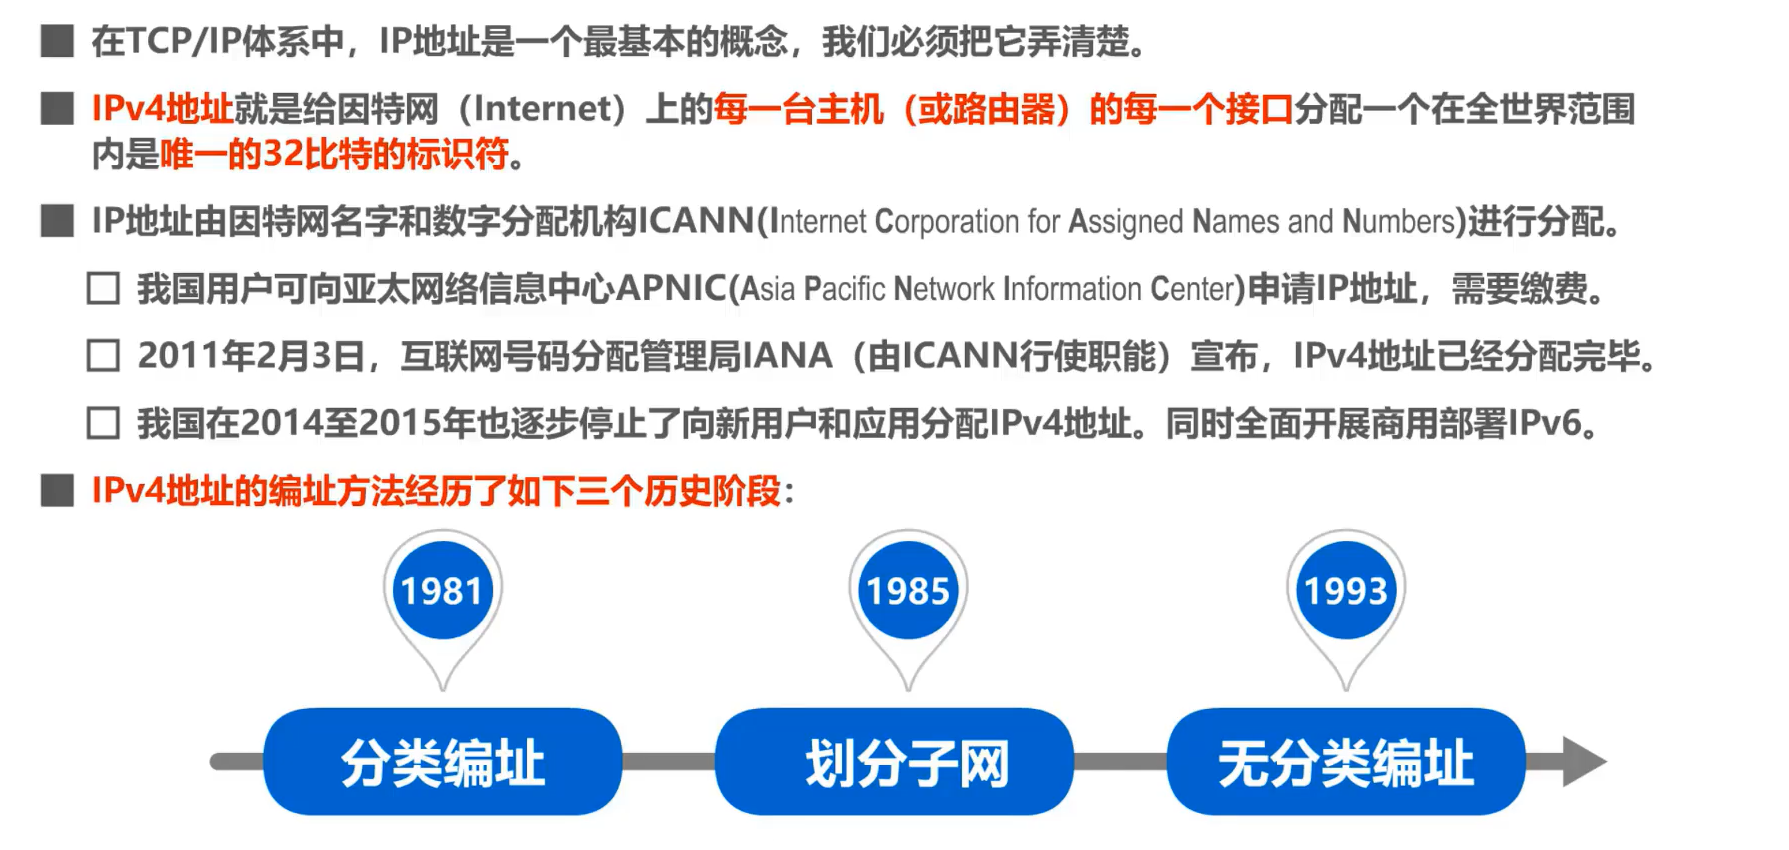 在TCP/IP体系中，IP地址是一个最基本的概念，我们必须把它弄清楚。
IPv4地址就是给因特网（Internet）上的每一台主机（或路由器）的每一个接口分配一个在全世界范围
内是唯一的32比特的标识符。
IP地址由因特网名字和数字分配机构ICANN(Internet Corporation for Assigned Names and Numbers)进行分配。
我国用户可向亚太网络信息中心APNIC(Asia Pacific Network Information Center)申请IP地址，需要缴费。
2011年2月3日，互联网号码分配管理局IANA（由ICANN行使职能）宣布，IPv4地址已经分配完毕。
我国在2014至2015年也逐步停止了向新用户和应用分配IPv4地址。同时全面开展商用部署IPv6。
IPv4地址的编址方法经历了如下三个历史阶段：
1981 1985 1993
分类编址 划分子网 无分类编址